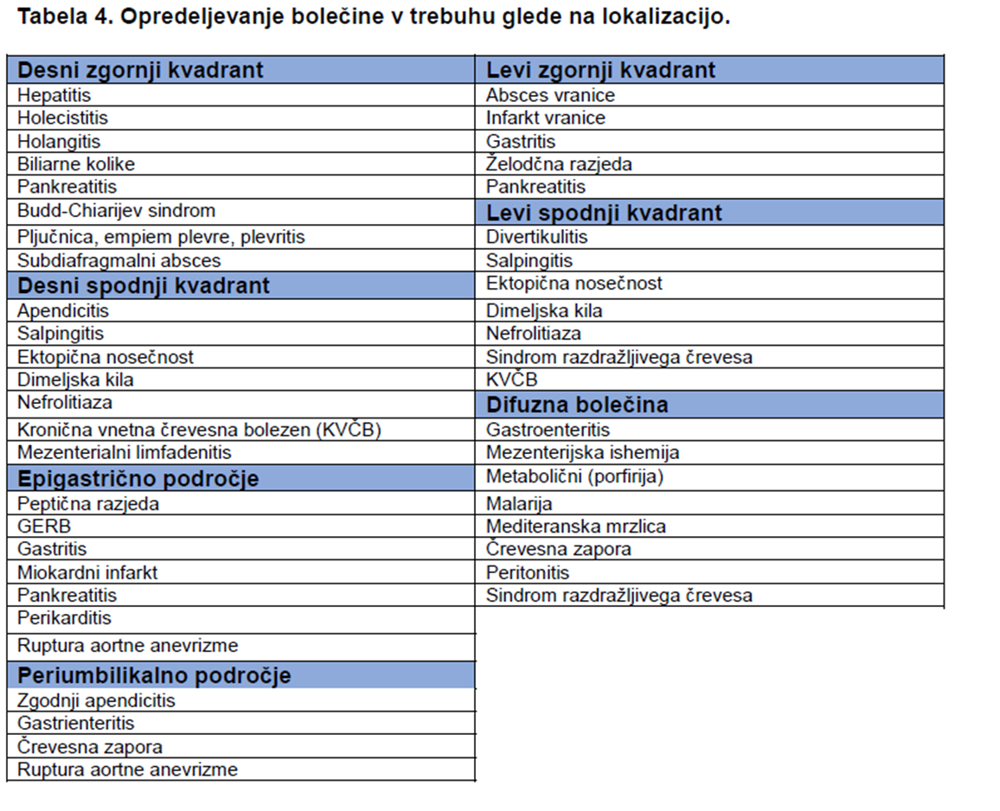 Tabela 4. Opredeljevanje bolečine v trebuhu glede na lokalizacijo.
Desni zgornji kvadrant
Hepatitis
Holecistitis
Holangitis
Biliarne kolike
Pankreatitis
Budd-Chiarijev sindrom
Pljučnica, empiem plevre, plevritis
Subdiafragmalni absces
Desni spodnji kvadrant
Apendicitis
Salpingitis
Ektopična nosečnost
Dimeljska kila
Nefrolitiaza
Kronična vnetna črevesna bolezen (KVČB)
Mezenterialni limfadenitis
Epigastrično področje
Peptična razjeda
GERB
Gastritis
Miokardni infarkt
Pankreatitis
Perikarditis
Ruptura aortne anevrizme
Periumbilikalno področje
Zgodnji apendicitis
Gastrienteritis
Črevesna zapora
Ruptura aortne anevrizme
Levi zgornji kvadrant
Absces vranice
Infarkt vranice
Gastritis
Želodčna razjeda
Pankreatitis
Levi spodnji kvadrant
Divertikulitis
Salpingitis
Ektopična nosečnost
Dimeljska kila
Nefrolitiaza
Sindrom razdražljivega črevesa
KVČB
Difuzna bolečina
Gastroenteritis
Mezenterijska ishemija
Metabolični (porfirija)
Malarija
Mediteranska mrzlica
Črevesna zapora
Peritonitis
Sindrom razdražljivega črevesa